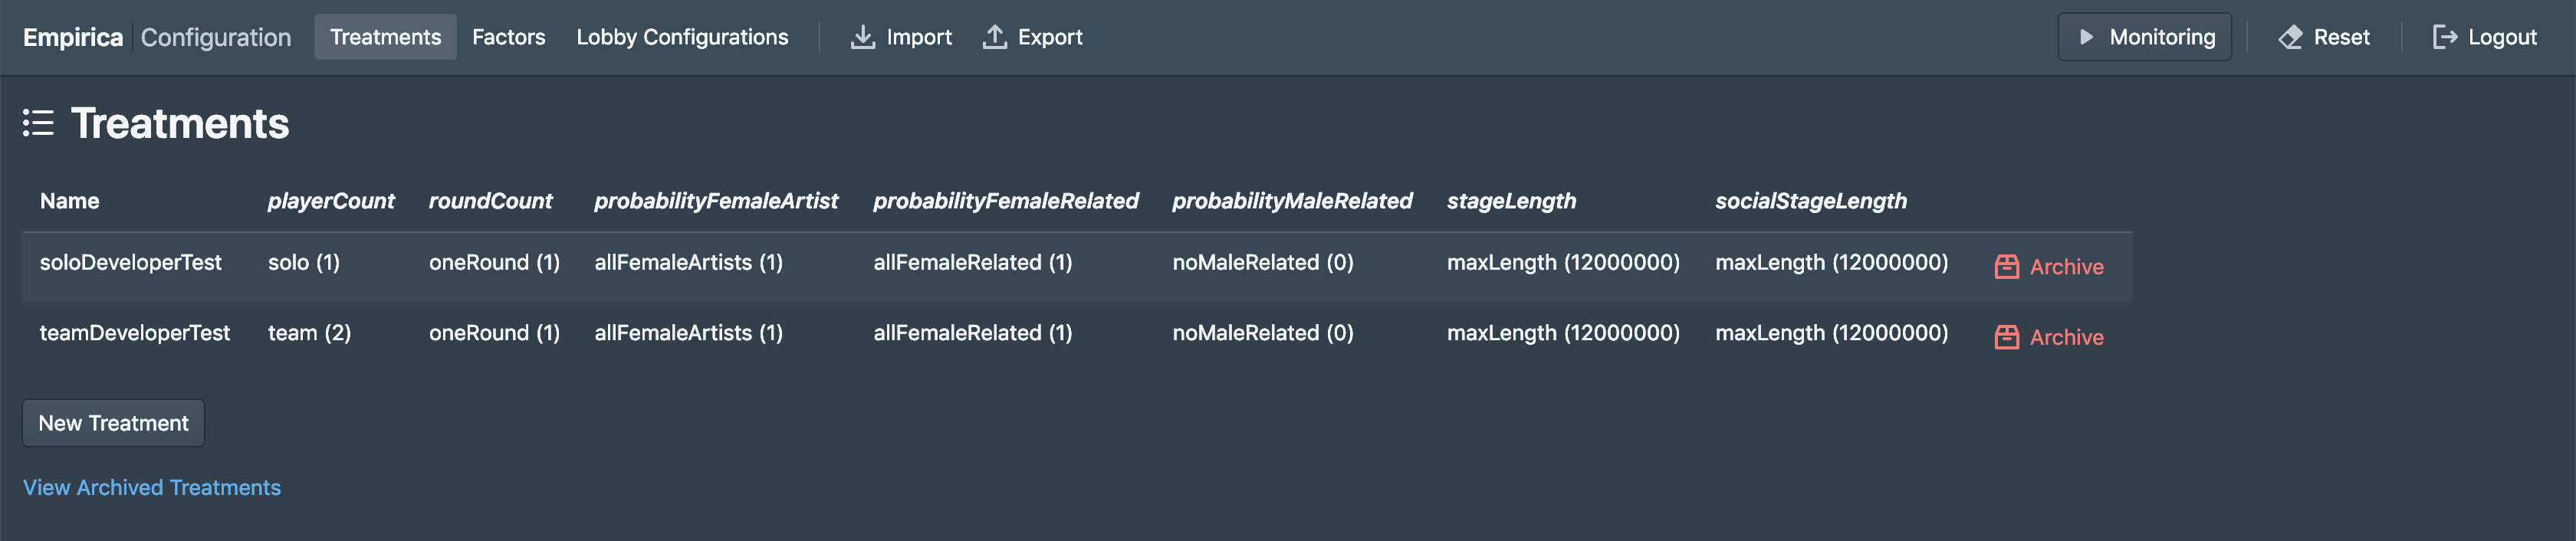 Empirica Configuration Treatments Factors Lobby Configurations Import Export Monitoring Reset Logout
Treatments
Name playerCount roundCount probabilityFemaleArtist probabilityFemaleRelated probabilityMaleRelated stageLength socialStageLength
soloDeveloperTest solo (1) oneRound (1) allFemaleArtists (1) allFemaleRelated (1) noMaleRelated (0) maxLength (12000000) maxLength (12000000) Archive
teamDeveloperTest team (2) oneRound (1) allFemaleArtists (1) allFemaleRelated (1) noMaleRelated (0) maxLength (12000000) maxLength (12000000) Archive
New Treatment
View Archived Treatments